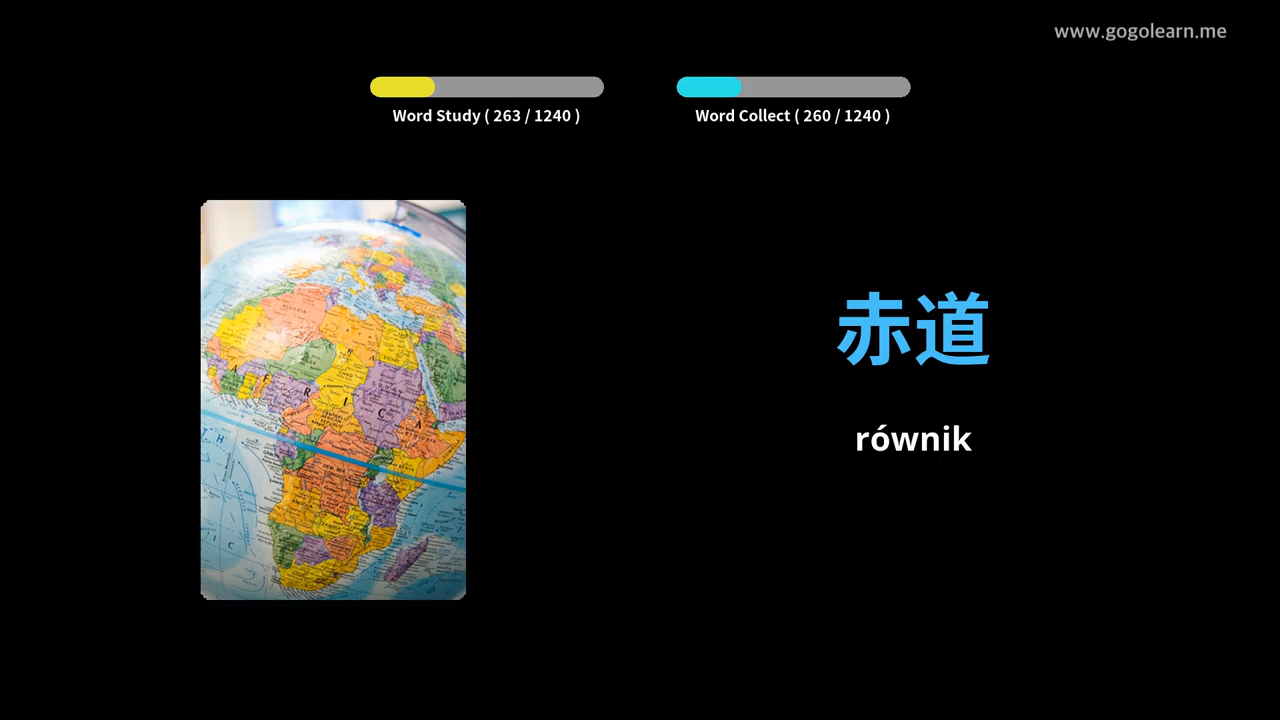 www.gogolearn.me
Word Study ( 263 / 1240 )
Word Collect ( 260 / 1240 )
赤道
równik
A F R I C A